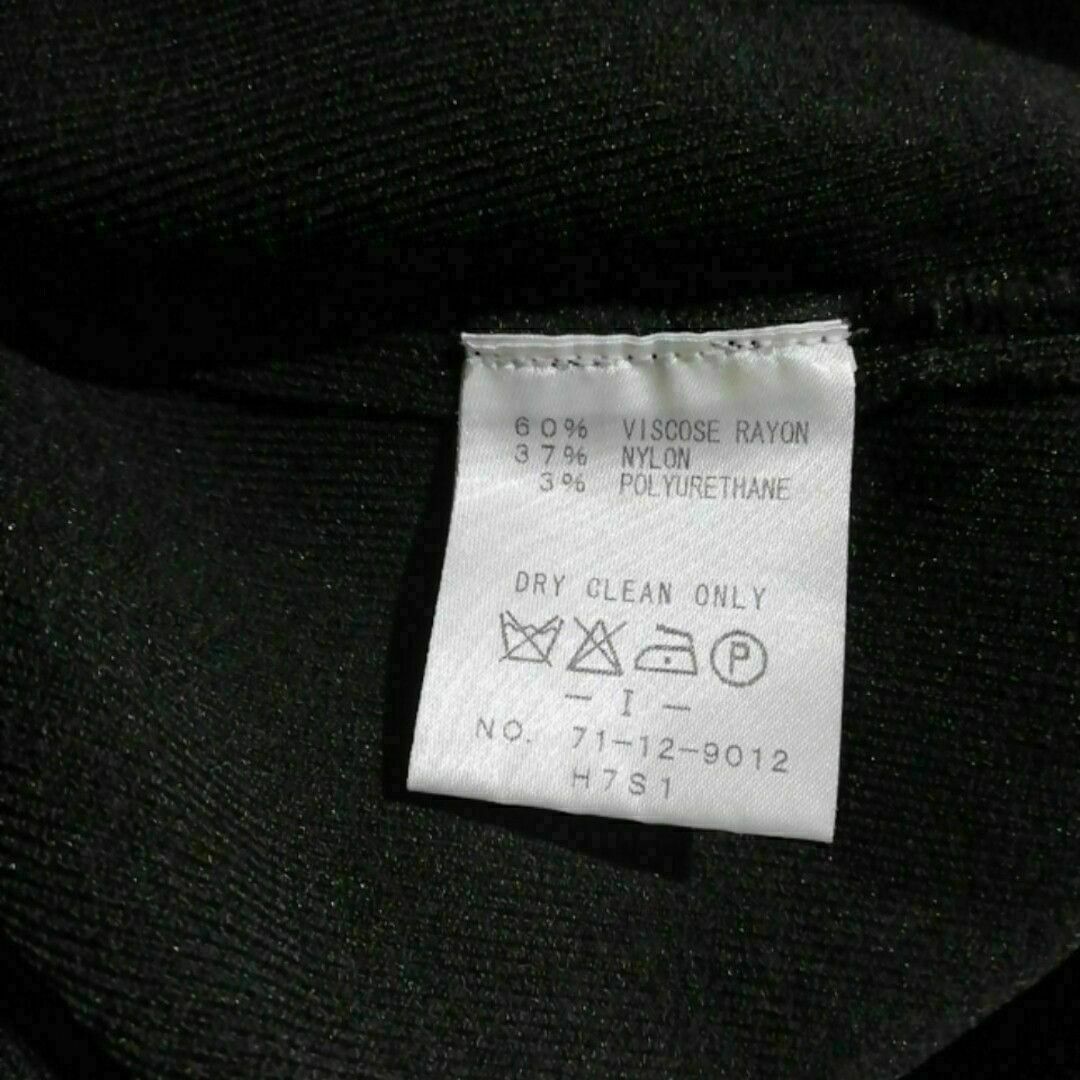 60% VISCOSE RAYON
37% NYLON
3% POLYURETHANE
DRY CLEAN ONLY
P
- I -
NO. 71-12-9012
H7S1